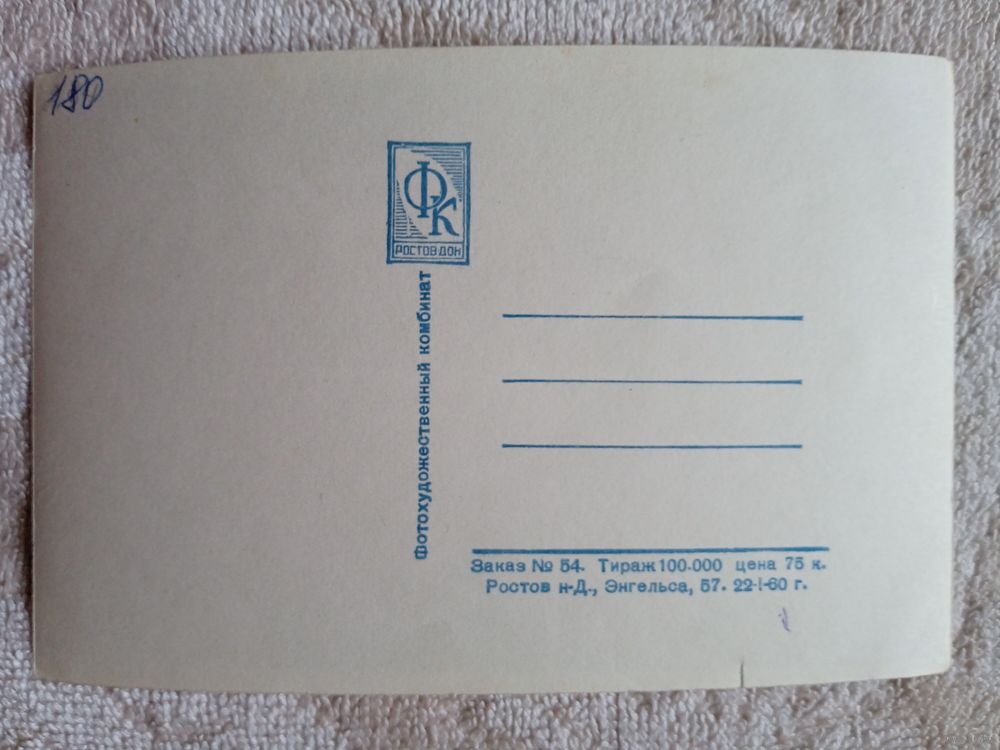 180
ФК
РОСТОВ ДОН
Фотохудожественный комбинат
Заказ № 54. Тираж 100.000 цена 75 к.
Ростов н-Д., Энгельса, 57. 22-I-60 г.